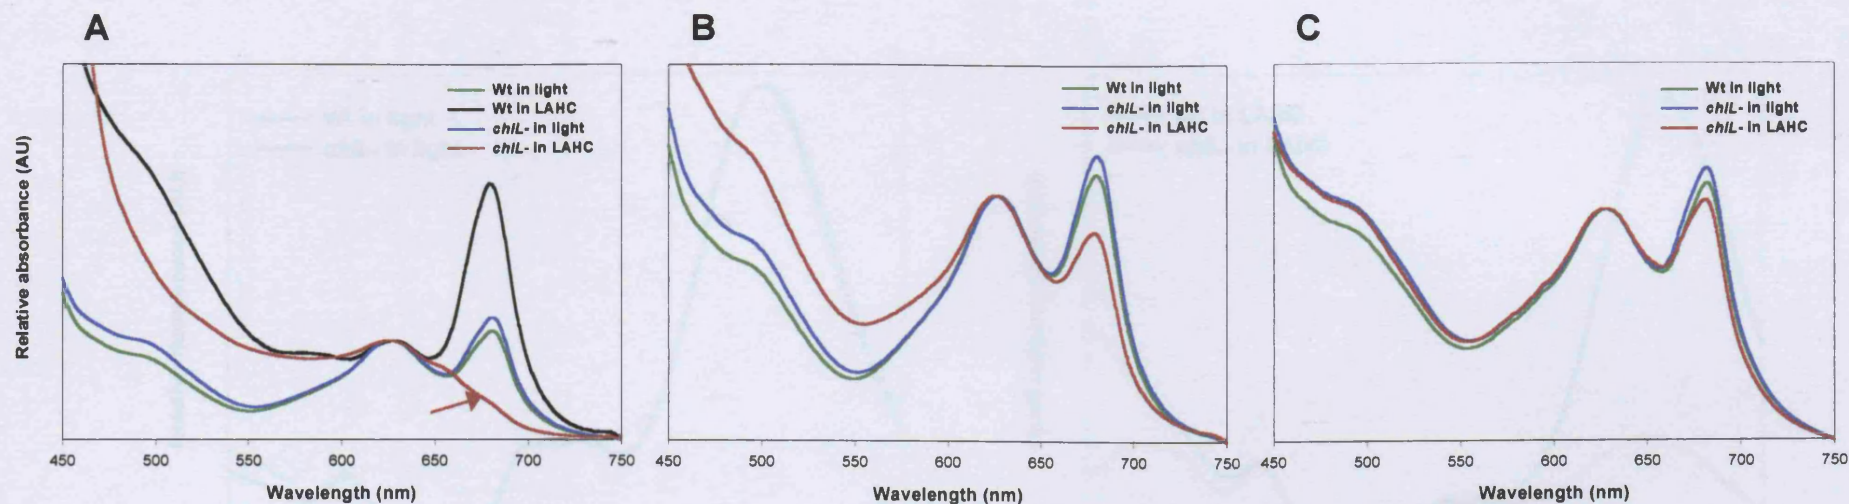 A
B
C
Relative absorbance (AU)
Wt in light
Wt in LAHC
chlL- in light
chlL- in LAHC
450 500 550 600 650 700 750
Wavelength (nm)
Wt in light
chlL- in light
chlL- in LAHC
450 500 550 600 650 700 750
Wavelength (nm)
Wt in light
chlL- in light
chlL- in LAHC
450 500 550 600 650 700 750
Wavelength (nm)